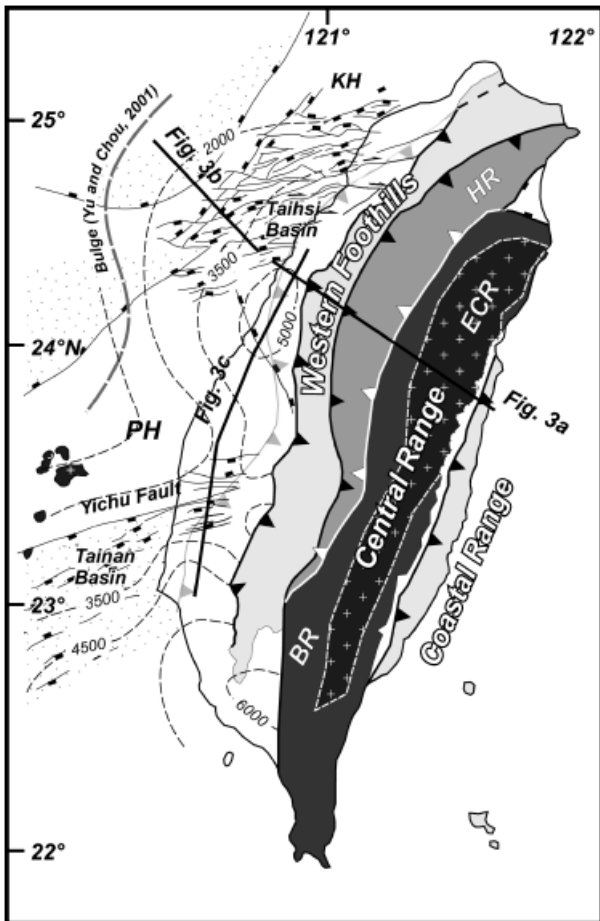 121°
122°
KH
25°
2000
Bulge (Yu and Chou, 2001)
Fig. 3b
HR
Taihsi
Basin
3500
Western Foothills
ECR
5000
24°N
Fig. 3c
Fig. 3a
PH
Central Range
Yichu Fault
Tainan
Basin
Coastal Range
3500
23°
4500
BR
6000
22°